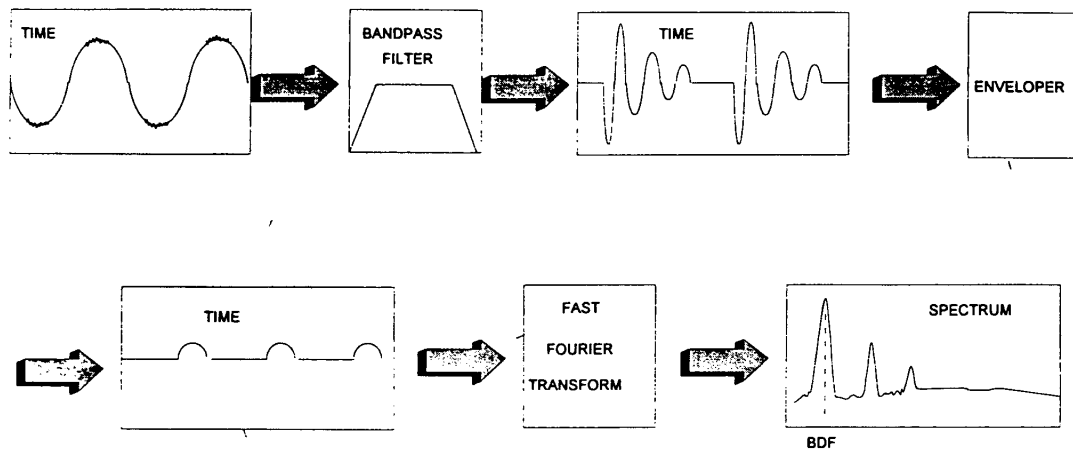 TIME
BANDPASS
FILTER
TIME
ENVELOPER
TIME
FAST
FOURIER
TRANSFORM
SPECTRUM
BDF